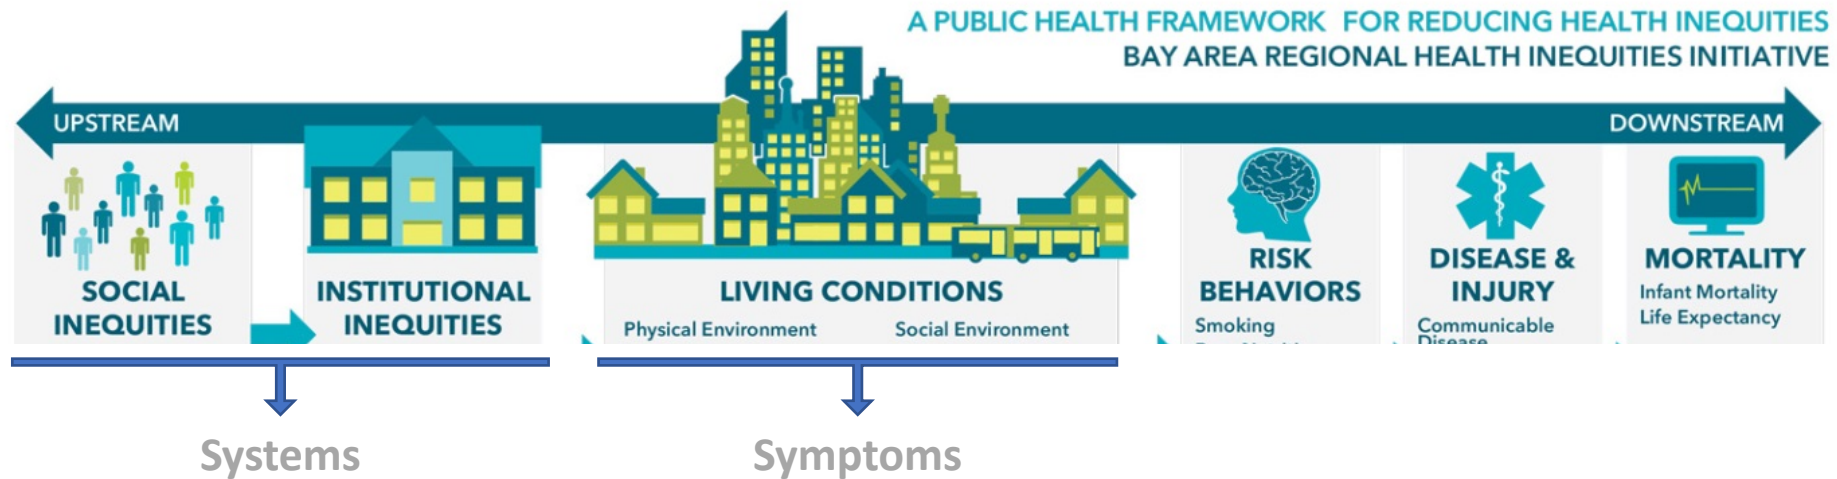 A PUBLIC HEALTH FRAMEWORK FOR REDUCING HEALTH INEQUITIES
BAY AREA REGIONAL HEALTH INEQUITIES INITIATIVE
UPSTREAM
DOWNSTREAM
SOCIAL
INEQUITIES
INSTITUTIONAL
INEQUITIES
LIVING CONDITIONS
Physical Environment
Social Environment
RISK
BEHAVIORS
Smoking
DISEASE &
INJURY
Communicable
Disease
MORTALITY
Infant Mortality
Life Expectancy
Systems
Symptoms